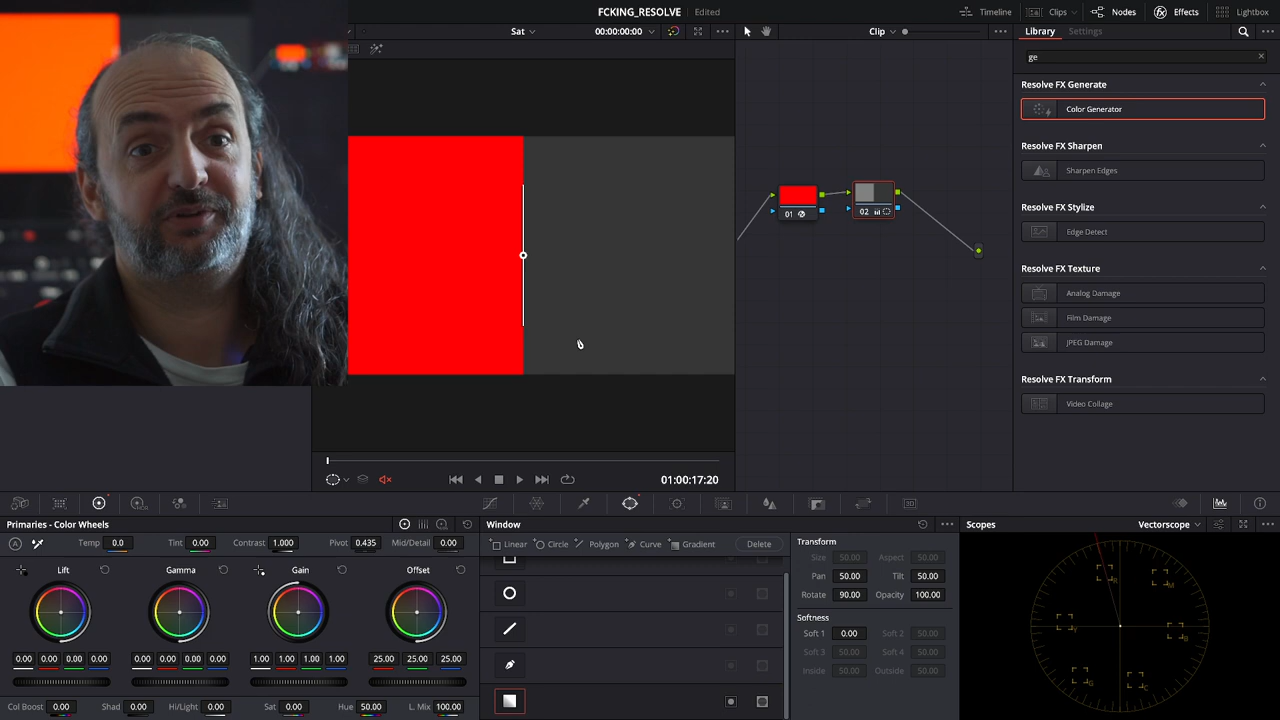 FCKING_RESOLVE Edited
Timeline Clips Nodes Effects Lightbox
Sat 00:00:00:00 Clip Library Settings
ge
Resolve FX Generate
Color Generator
Resolve FX Sharpen
Sharpen Edges
Resolve FX Stylize
Edge Detect
Resolve FX Texture
Analog Damage
Film Damage
JPEG Damage
Resolve FX Transform
Video Collage
01
02
01:00:17:20
Primaries - Color Wheels
Temp 0.0 Tint 0.00 Contrast 1.000 Pivot 0.435 Mid/Detail 0.00
Lift Gamma Gain Offset
0.00 0.00 0.00 0.00 0.00 0.00 0.00 0.00 1.00 1.00 1.00 1.00 25.00 25.00 25.00
Col Boost 0.00 Shad 0.00 Hi/Light 0.00 Sat 0.00 Hue 50.00 L. Mix 100.00
Window
Linear Circle Polygon Curve Gradient Delete
Transform
Size 50.00 Aspect 50.00
Pan 50.00 Tilt 50.00
Rotate 90.00 Opacity 100.00
Softness
Soft 1 0.00 Soft 2 50.00
Soft 3 50.00 Soft 4 50.00
Inside 50.00 Outside 50.00
Scopes Vectorscope
R
M
Y
B
G
C